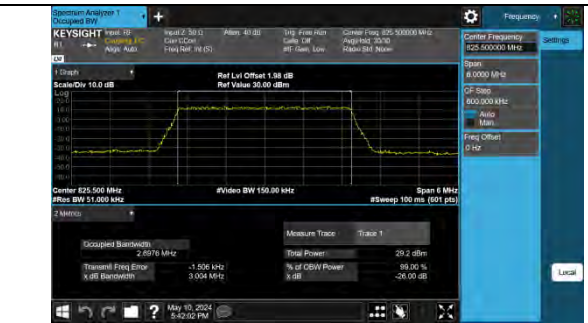 Spectrum Analyzer 1
Occupied BW
+
Frequency
KEYSIGHT Input: RF
Coupling: DC
Align: Auto
Input Z: 50 Ω
Corr CCorr
Freq Ref: Int (S)
Atten: 40 dB
Trig: Free Run
Gate: Off
#IF Gain: Low
Center Freq: 825.500000 MHz
Avg|Hold: 30/30
Radio Std: None
LW
Center Frequency
825.500000 MHz
Settings
Span
6.0000 MHz
CF Step
600.000 kHz
Auto
Man
Freq Offset
0 Hz
1 Graph
Scale/Div 10.0 dB
Ref Lvl Offset 1.98 dB
Ref Value 30.00 dBm
Log
Center 825.500 MHz
#Video BW 150.00 kHz
Span 6 MHz
#Res BW 51.000 kHz
#Sweep 100 ms (601 pts)
2 Metrics
Measure Trace Trace 1
Occupied Bandwidth
2.6976 MHz
Total Power 29.2 dBm
Transmit Freq Error -1.506 kHz
% of OBW Power 99.00 %
x dB Bandwidth 3.004 MHz
x dB -26.00 dB
Local
? May 10, 2024
5:42:02 PM